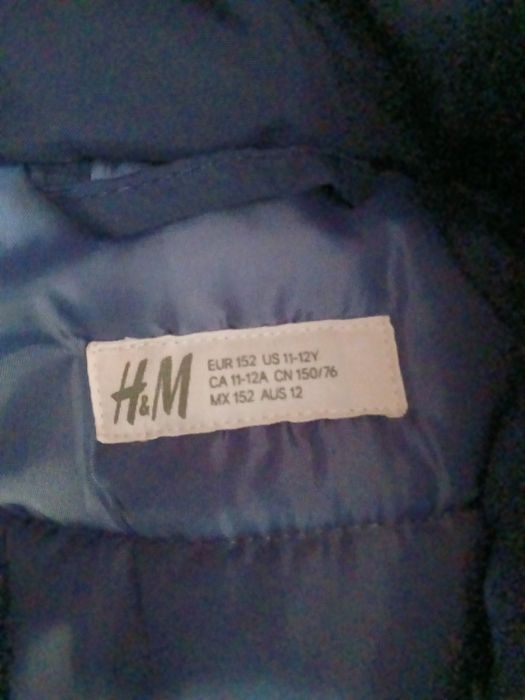 H&M
EUR 152 US 11-12Y
CA 11-12A CN 150/76
MX 152 AUS 12